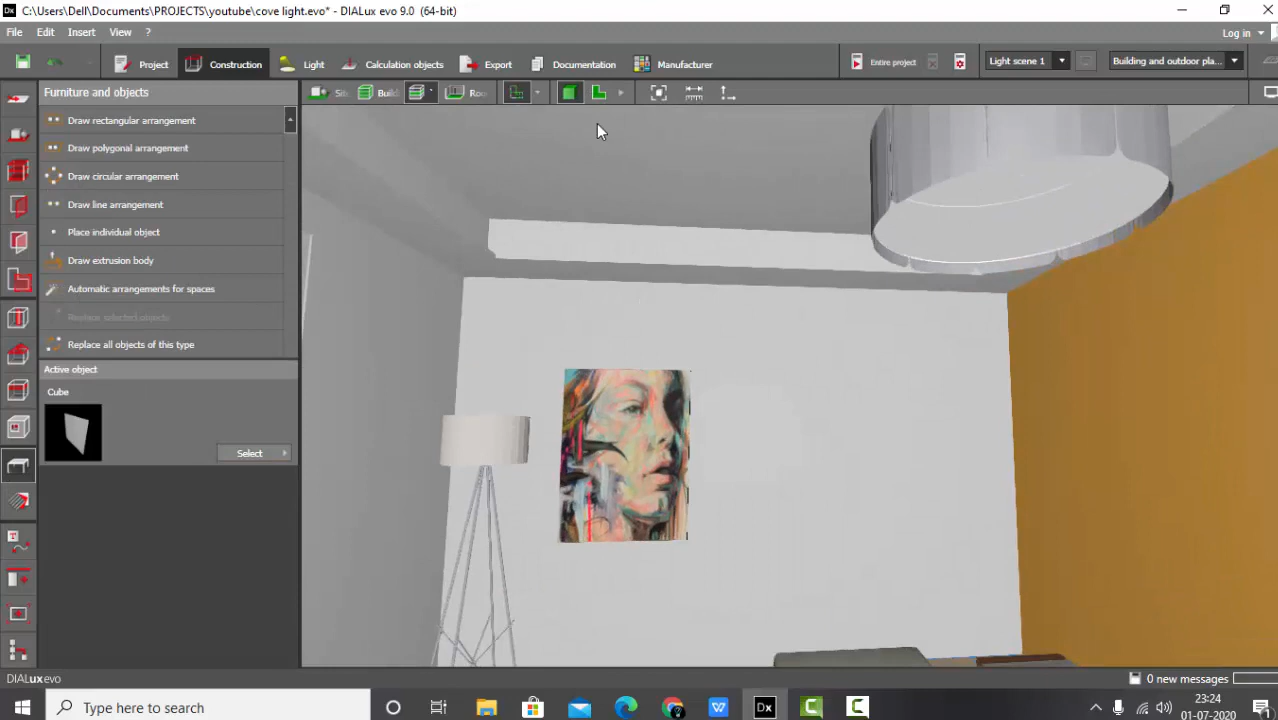 C:\Users\Dell\Documents\PROJECTS\youtube\cove light.evo* - DIALux evo 9.0 (64-bit)
File Edit Insert View ?
Log in
Project Construction Light Calculation objects Export Documentation Manufacturer Entire project Light scene 1 Building and outdoor pla...
Furniture and objects
Draw rectangular arrangement
Draw polygonal arrangement
Draw circular arrangement
Draw line arrangement
Place individual object
Draw extrusion body
Automatic arrangements for spaces
Replace selected objects
Replace all objects of this type
Active object
Cube
Select
DIALux evo
0 new messages
Type here to search
23:24
01-07-2020